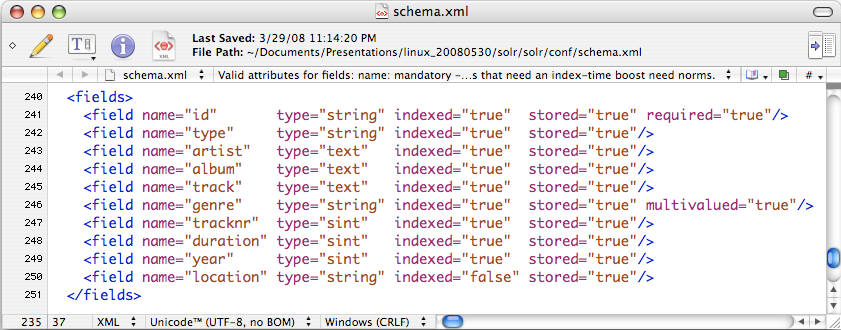 schema.xml
Last Saved: 3/29/08 11:14:20 PM
File Path: ~/Documents/Presentations/linux_20080530/solr/solr/conf/schema.xml
schema.xml Valid attributes for fields: name: mandatory –...s that need an index-time boost need norms. #
240 <fields>
241 <field name="id" type="string" indexed="true" stored="true" required="true"/>
242 <field name="type" type="string" indexed="true" stored="true"/>
243 <field name="artist" type="text" indexed="true" stored="true"/>
244 <field name="album" type="text" indexed="true" stored="true"/>
245 <field name="track" type="text" indexed="true" stored="true"/>
246 <field name="genre" type="string" indexed="true" stored="true" multivalued="true"/>
247 <field name="tracknr" type="sint" indexed="true" stored="true"/>
248 <field name="duration" type="sint" indexed="true" stored="true"/>
249 <field name="year" type="sint" indexed="true" stored="true"/>
250 <field name="location" type="string" indexed="false" stored="true"/>
251 </fields>
235 37 XML Unicode™ (UTF-8, no BOM) Windows (CRLF)